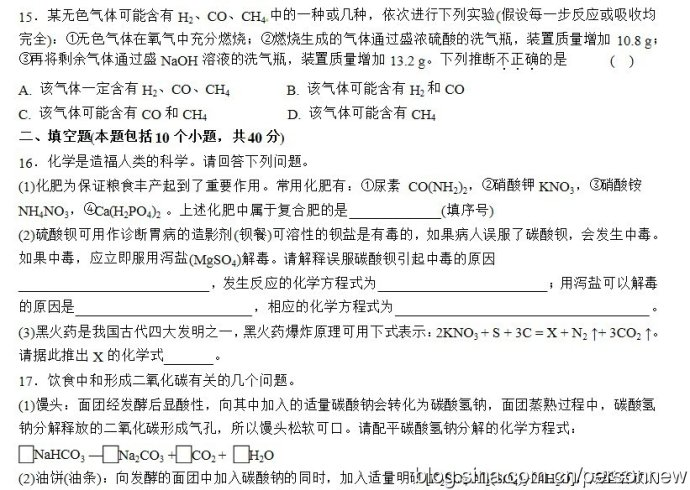 15．某无色气体可能含有 H₂、CO、CH₄ 中的一种或几种，依次进行下列实验(假设每一步反应或吸收均
完全)：①无色气体在氧气中充分燃烧；②燃烧生成的气体通过盛浓硫酸的洗气瓶，装置质量增加 10.8 g；
③再将剩余气体通过盛 NaOH 溶液的洗气瓶，装置质量增加 13.2 g。下列推断不正确的是 ( )
A. 该气体一定含有 H₂、CO、CH₄ B. 该气体可能含有 H₂ 和 CO
C. 该气体可能含有 CO 和 CH₄ D. 该气体可能含有 CH₄
二、填空题(本题包括10 个小题，共40 分)
16．化学是造福人类的科学。请回答下列问题。
(1)化肥为保证粮食丰产起到了重要作用。常用化肥有：①尿素 CO(NH₂)₂，②硝酸钾 KNO₃，③硝酸铵
NH₄NO₃，④Ca(H₂PO₄)₂ 。上述化肥中属于复合肥的是____________(填序号)
(2)硫酸钡可用作诊断胃病的造影剂(钡餐)可溶性的钡盐是有毒的，如果病人误服了碳酸钡，会发生中毒。
如果中毒，应立即服用泻盐(MgSO₄)解毒。请解释误服碳酸钡引起中毒的原因
________________________，发生反应的化学方程式为______________________；用泻盐可以解毒
的原因是______________________，相应的化学方程式为________________________________。
(3)黑火药是我国古代四大发明之一，黑火药爆炸原理可用下式表示：2KNO₃ + S + 3C = X + N₂ ↑+ 3CO₂ ↑。
请据此推出 X 的化学式______。
17．饮食中和形成二氧化碳有关的几个问题。
(1)馒头：面团经发酵后显酸性，向其中加入的适量碳酸钠会转化为碳酸氢钠，面团蒸熟过程中，碳酸氢
钠分解释放的二氧化碳形成气孔，所以馒头松软可口。请配平碳酸氢钠分解的化学方程式：
□NaHCO₃ —□Na₂CO₃ +□CO₂ + □H₂O
(2)油饼(油条)：向发酵的面团中加入碳酸钠的同时，加入适量明矾
blog.sina.com.cn/personnew